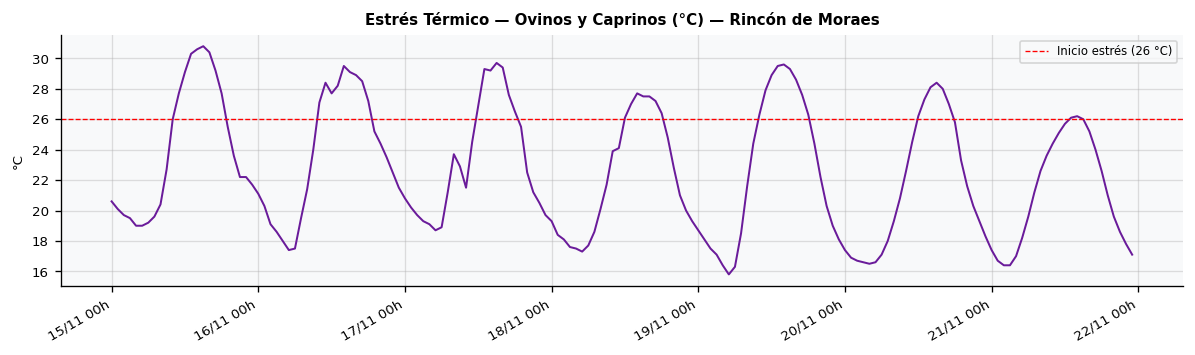 Estrés Térmico — Ovinos y Caprinos (°C) — Rincón de Moraes
Inicio estrés (26 °C)
°C
30
28
26
24
22
20
18
16
15/11 00h
16/11 00h
17/11 00h
18/11 00h
19/11 00h
20/11 00h
21/11 00h
22/11 00h